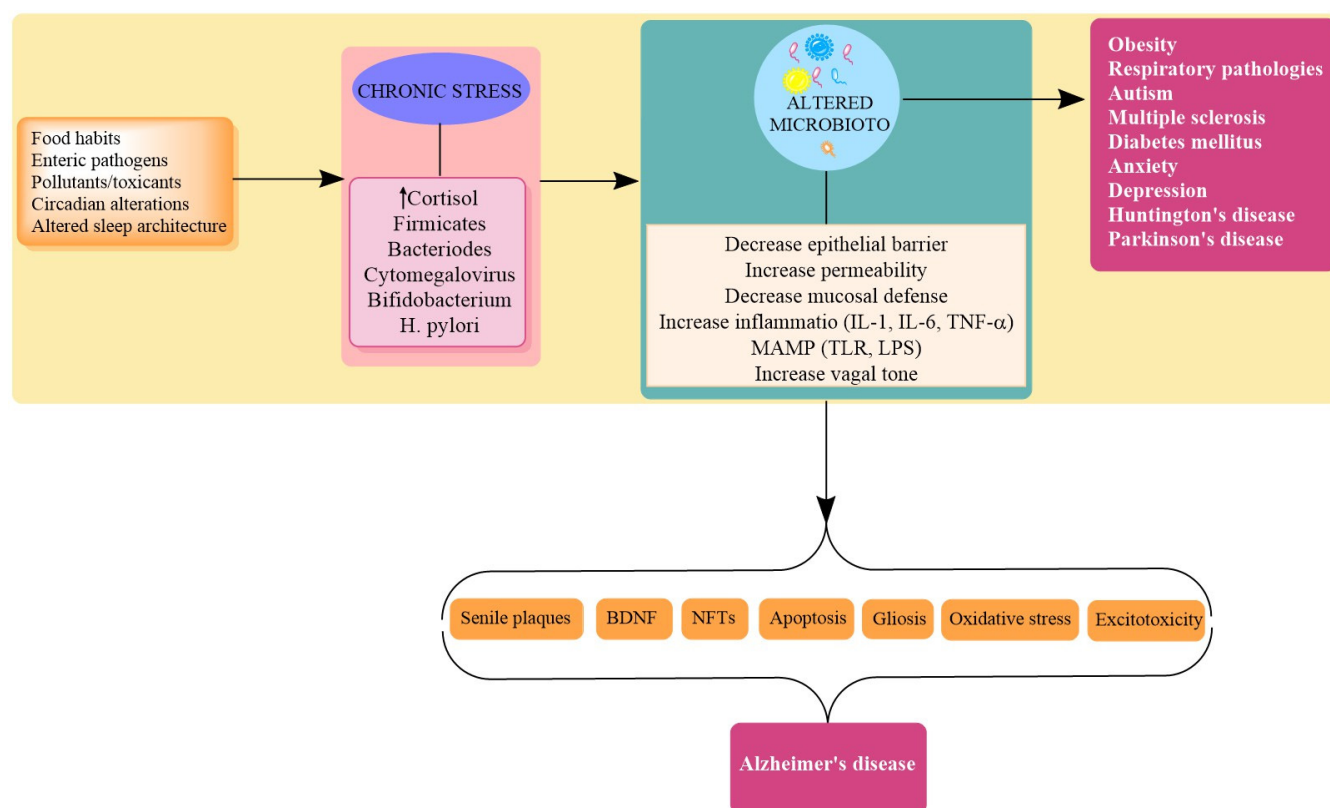 Food habits
Enteric pathogens
Pollutants/toxicants
Circadian alterations
Altered sleep architecture
CHRONIC STRESS
↑Cortisol
Firmicates
Bacteriodes
Cytomegalovirus
Bifidobacterium
H. pylori
ALTERED
MICROBIOTO
Decrease epithelial barrier
Increase permeability
Decrease mucosal defense
Increase inflammatio (IL-1, IL-6, TNF-α)
MAMP (TLR, LPS)
Increase vagal tone
Obesity
Respiratory pathologies
Autism
Multiple sclerosis
Diabetes mellitus
Anxiety
Depression
Huntington's disease
Parkinson's disease
Senile plaques
BDNF
NFTs
Apoptosis
Gliosis
Oxidative stress
Excitotoxicity
Alzheimer's disease